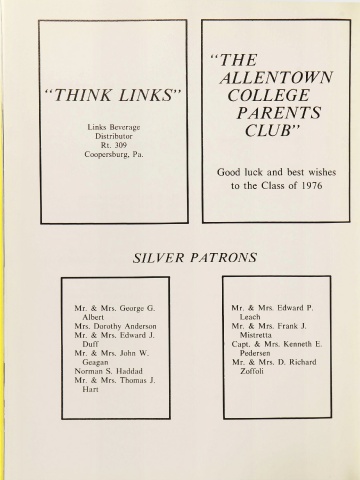 "THINK LINKS"
Links Beverage
Distributor
Rt. 309
Coopersburg, Pa.
"THE
ALLENTOWN
COLLEGE
PARENTS
CLUB"
Good luck and best wishes
to the Class of 1976
SILVER PATRONS
Mr. & Mrs. George G.
Albert
Mrs. Dorothy Anderson
Mr. & Mrs. Edward J.
Duff
Mr. & Mrs. John W.
Geagan
Norman S. Haddad
Mr. & Mrs. Thomas J.
Hart
Mr. & Mrs. Edward P.
Leach
Mr. & Mrs. Frank J.
Mistretta
Capt. & Mrs. Kenneth E.
Pedersen
Mr. & Mrs. D. Richard
Zoffoli